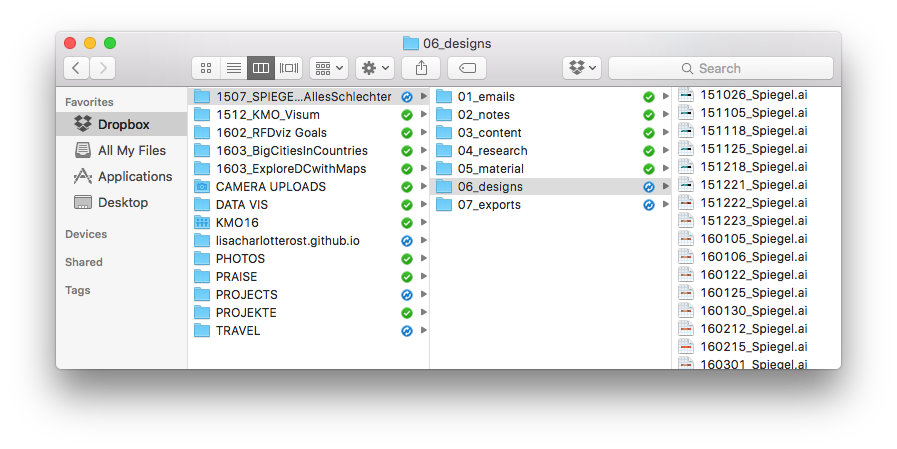 06_designs
Search
Favorites
Dropbox
All My Files
Applications
Desktop
Devices
Shared
Tags
1507_SPIEGE...AllesSchlechter
1512_KMO_Visum
1602_RFDviz Goals
1603_BigCitiesInCountries
1603_ExploreDCwithMaps
CAMERA UPLOADS
DATA VIS
KMO16
lisacharlotterost.github.io
PHOTOS
PRAISE
PROJECTS
PROJEKTE
TRAVEL
01_emails
02_notes
03_content
04_research
05_material
06_designs
07_exports
151026_Spiegel.ai
151105_Spiegel.ai
151118_Spiegel.ai
151125_Spiegel.ai
151218_Spiegel.ai
151221_Spiegel.ai
151222_Spiegel.ai
151223_Spiegel.ai
160105_Spiegel.ai
160106_Spiegel.ai
160122_Spiegel.ai
160125_Spiegel.ai
160130_Spiegel.ai
160212_Spiegel.ai
160215_Spiegel.ai
160301_Spiegel.ai